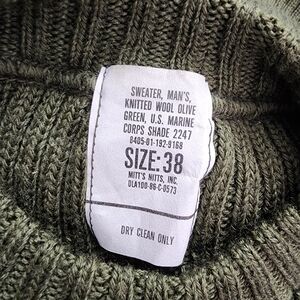 SWEATER, MAN'S,
KNITTED WOOL OLIVE
GREEN, U.S. MARINE
CORPS SHADE 2247
8405-01-192-9168
SIZE: 38
MITT'S NITTS, INC.
DLA100-86-C-0573
DRY CLEAN ONLY